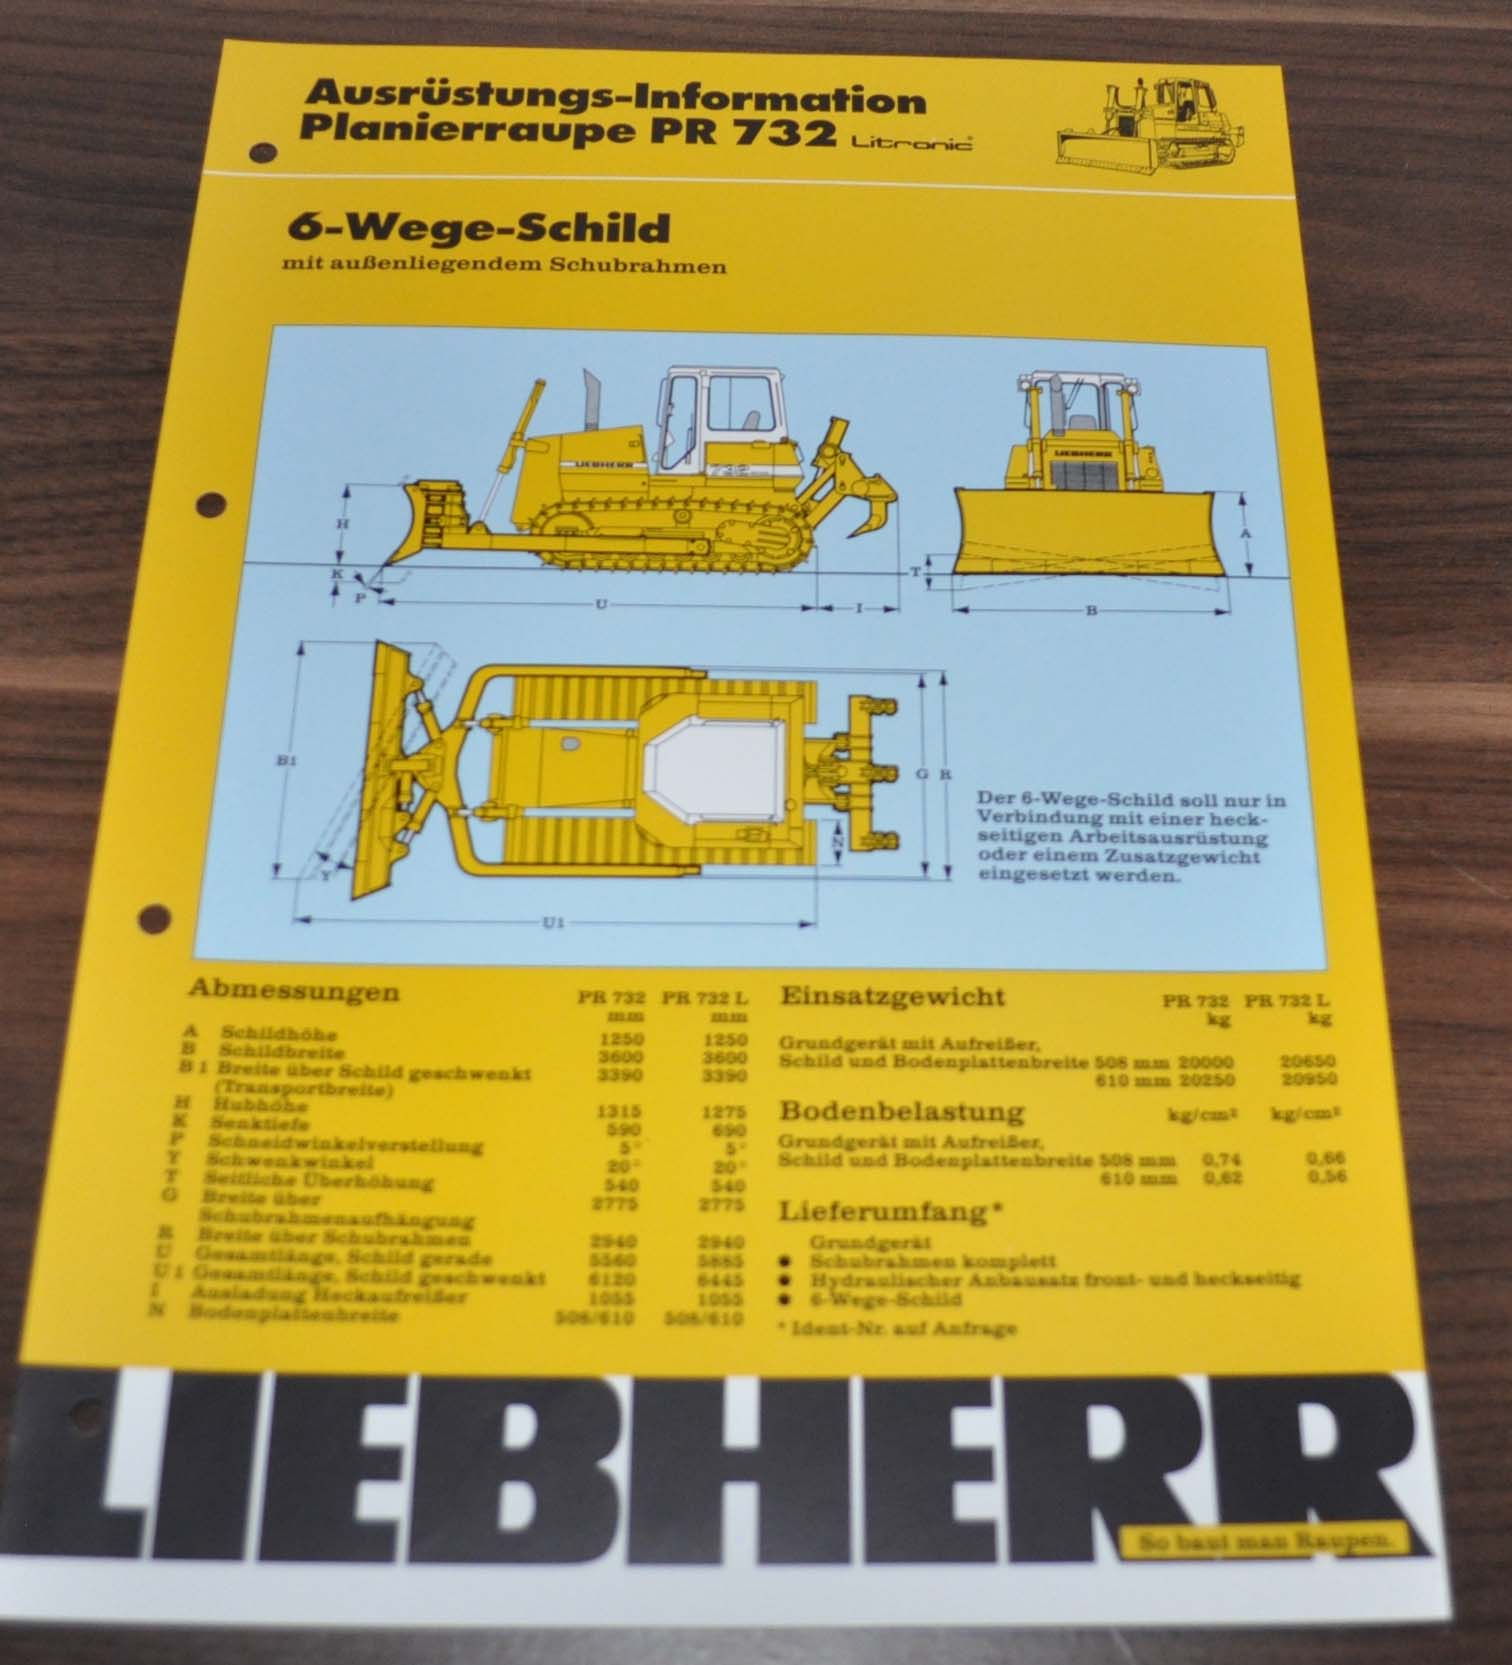 Ausrüstungs-Information
Planierraupe PR 732 Litronic®
6-Wege-Schild
mit außenliegendem Schubrahmen
LIEBHERR
732
LIEBHERR
H
K
P
U
I
T
A
B
B1
Y
U1
N
G
R
Der 6-Wege-Schild soll nur in
Verbindung mit einer heck-
seitigen Arbeitsausrüstung
oder einem Zusatzgewicht
eingesetzt werden.
Abmessungen PR 732 PR 732 L
mm mm
A Schildhöhe 1250 1250
B Schildbreite 3600 3600
B 1 Breite über Schild geschwenkt 3390 3390
(Transportbreite)
H Hubhöhe 1315 1275
K Senktiefe 590 690
P Schneidwinkelverstellung 5° 5°
Y Schwenkwinkel 20° 20°
T Seitliche Überhöhung 540 540
G Breite über 2775 2775
Schubrahmenaufhängung
R Breite über Schubrahmen 2940 2940
U Gesamtlänge, Schild gerade 5560 5885
U 1 Gesamtlänge, Schild geschwenkt 6120 6445
I Ausladung Heckaufreißer 1055 1055
N Bodenplattenbreite 508/610 508/610
Einsatzgewicht PR 732 PR 732 L
kg kg
Grundgerät mit Aufreißer,
Schild und Bodenplattenbreite 508 mm 20000 20650
610 mm 20250 20950
Bodenbelastung kg/cm² kg/cm²
Grundgerät mit Aufreißer,
Schild und Bodenplattenbreite 508 mm 0,74 0,66
610 mm 0,62 0,56
Lieferumfang*
Grundgerät
● Schubrahmen komplett
● Hydraulischer Anbausatz front- und heckseitig
● 6-Wege-Schild
* Ident-Nr. auf Anfrage
LIEBHERR
So baut man Raupen.